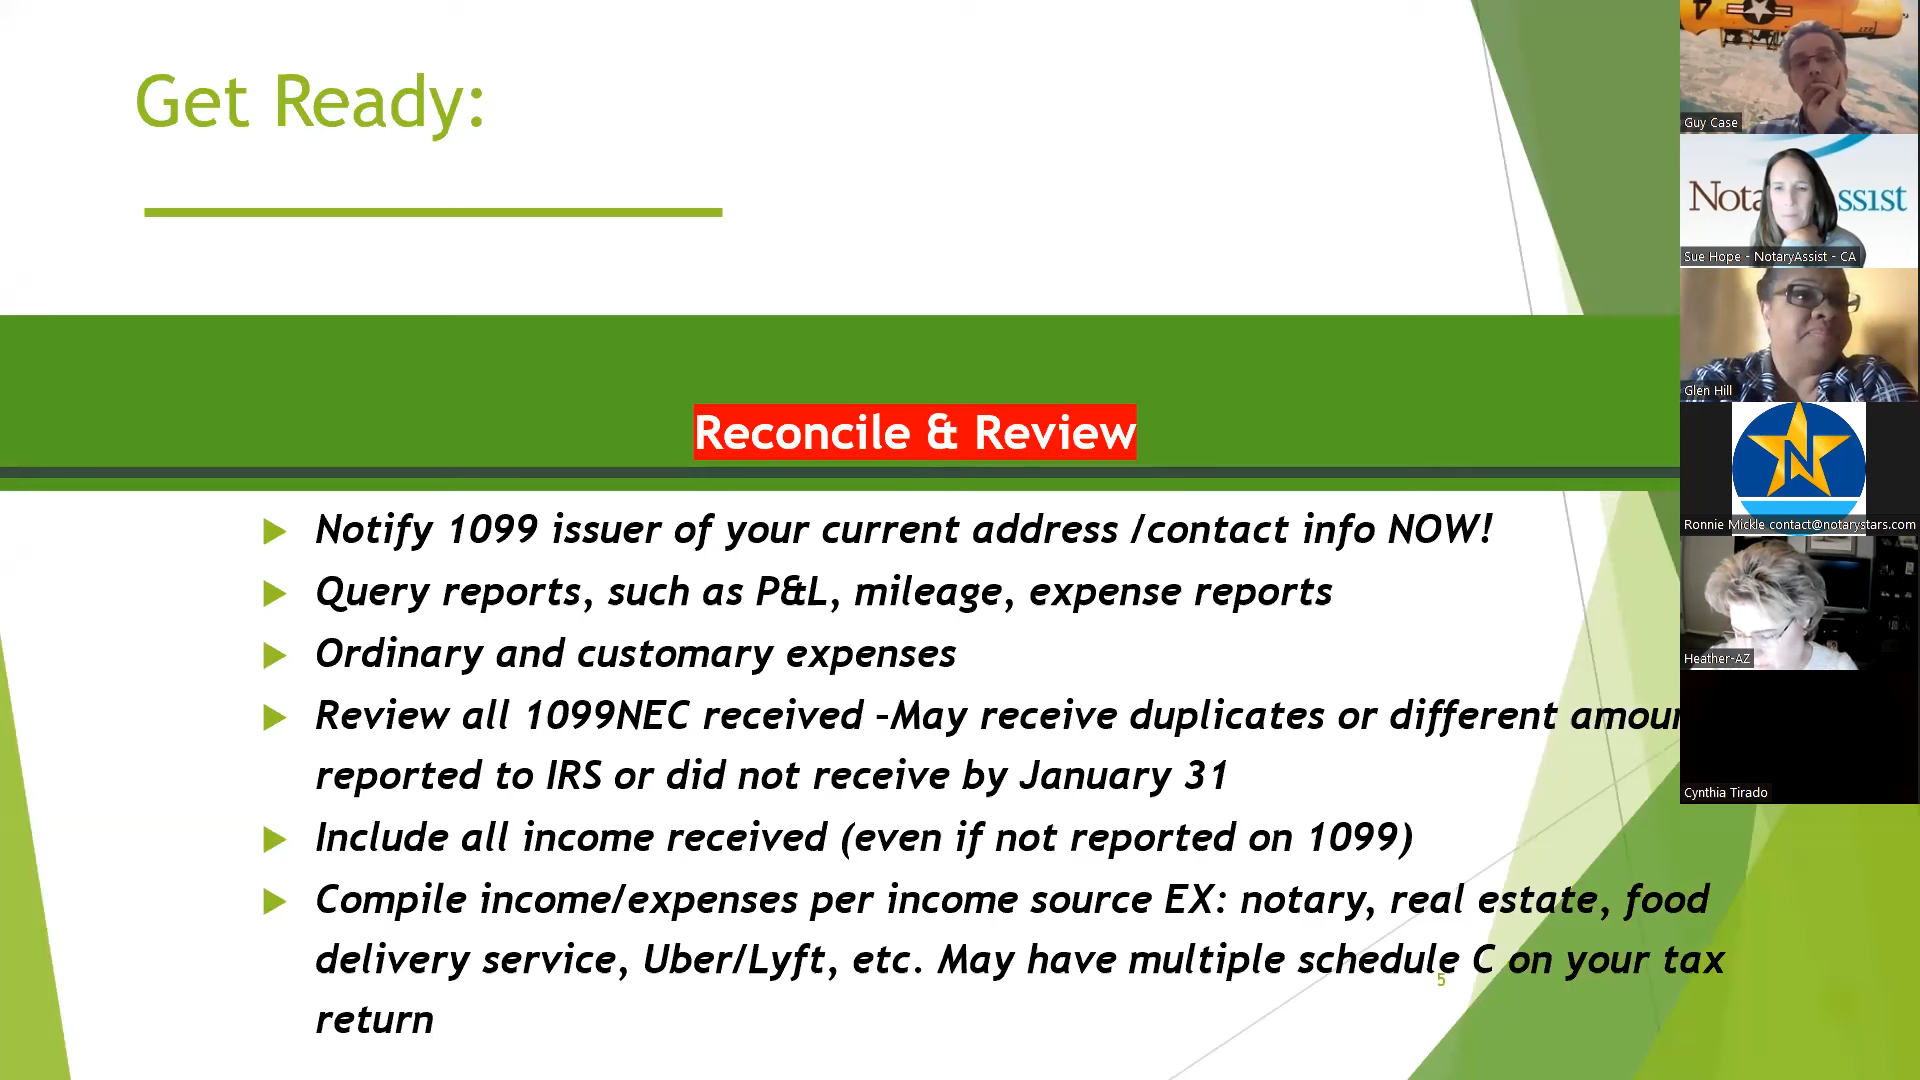 Get Ready:
Reconcile & Review
Notify 1099 issuer of your current address /contact info NOW!
Query reports, such as P&L, mileage, expense reports
Ordinary and customary expenses
Review all 1099NEC received –May receive duplicates or different
reported to IRS or did not receive by January 31
Include all income received (even if not reported on 1099)
Compile income/expenses per income source EX: notary, real estate, food
delivery service, Uber/Lyft, etc. May have multiple schedule C on your tax
return
5
Guy Case
ssist
Sue Hope - NotaryAssist - CA
Glen Hill
N
Ronnie Mickle contact@notarystars.com
Heather-AZ
Cynthia Tirado